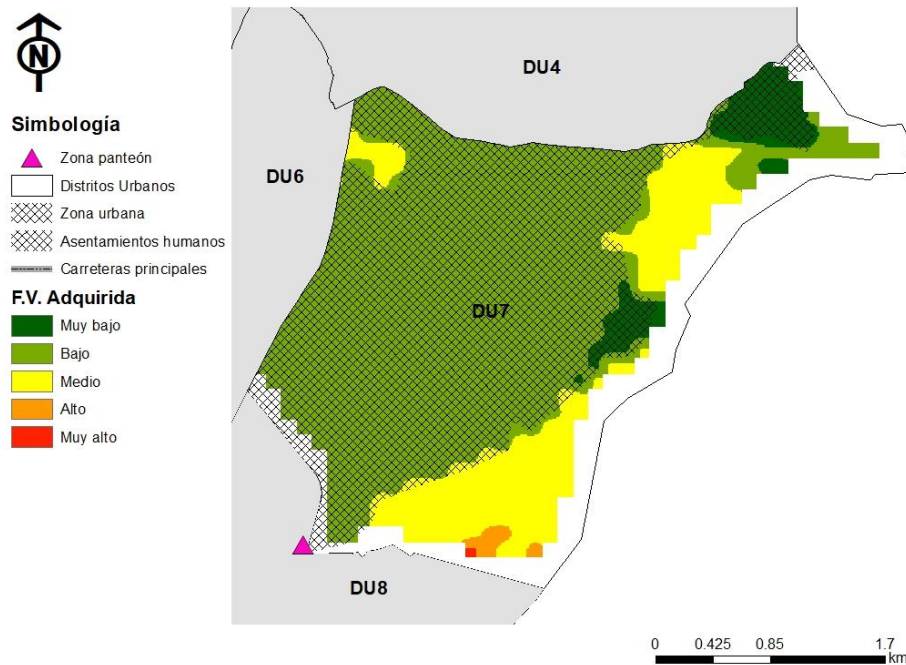 N
DU4
Simbología
Zona panteón
Distritos Urbanos
DU6
Zona urbana
Asentamientos humanos
Carreteras principales
F.V. Adquirida
Muy bajo
DU7
Bajo
Medio
Alto
Muy alto
DU8
0 0.425 0.85 1.7
km